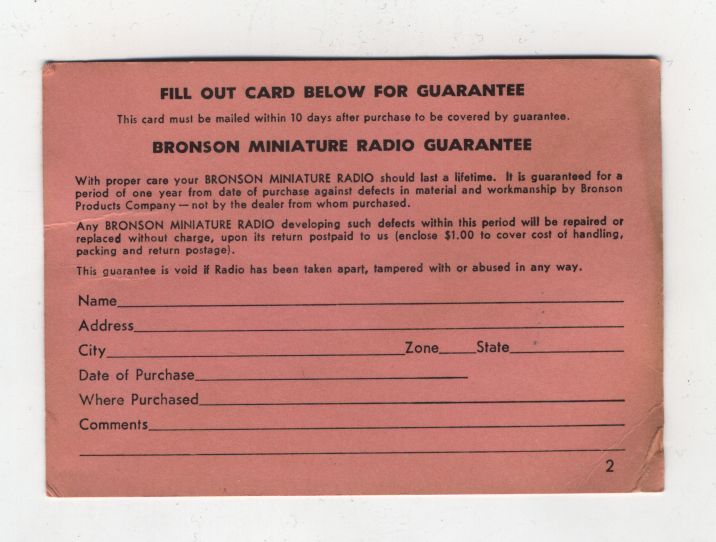 FILL OUT CARD BELOW FOR GUARANTEE
This card must be mailed within 10 days after purchase to be covered by guarantee.
BRONSON MINIATURE RADIO GUARANTEE
With proper care your BRONSON MINIATURE RADIO should last a lifetime. It is guaranteed for a
period of one year from date of purchase against defects in material and workmanship by Bronson
Products Company — not by the dealer from whom purchased.
Any BRONSON MINIATURE RADIO developing such defects within this period will be repaired or
replaced without charge, upon its return postpaid to us (enclose $1.00 to cover cost of handling,
packing and return postage).
This guarantee is void if Radio has been taken apart, tampered with or abused in any way.
Name
Address
City Zone State
Date of Purchase
Where Purchased
Comments
2